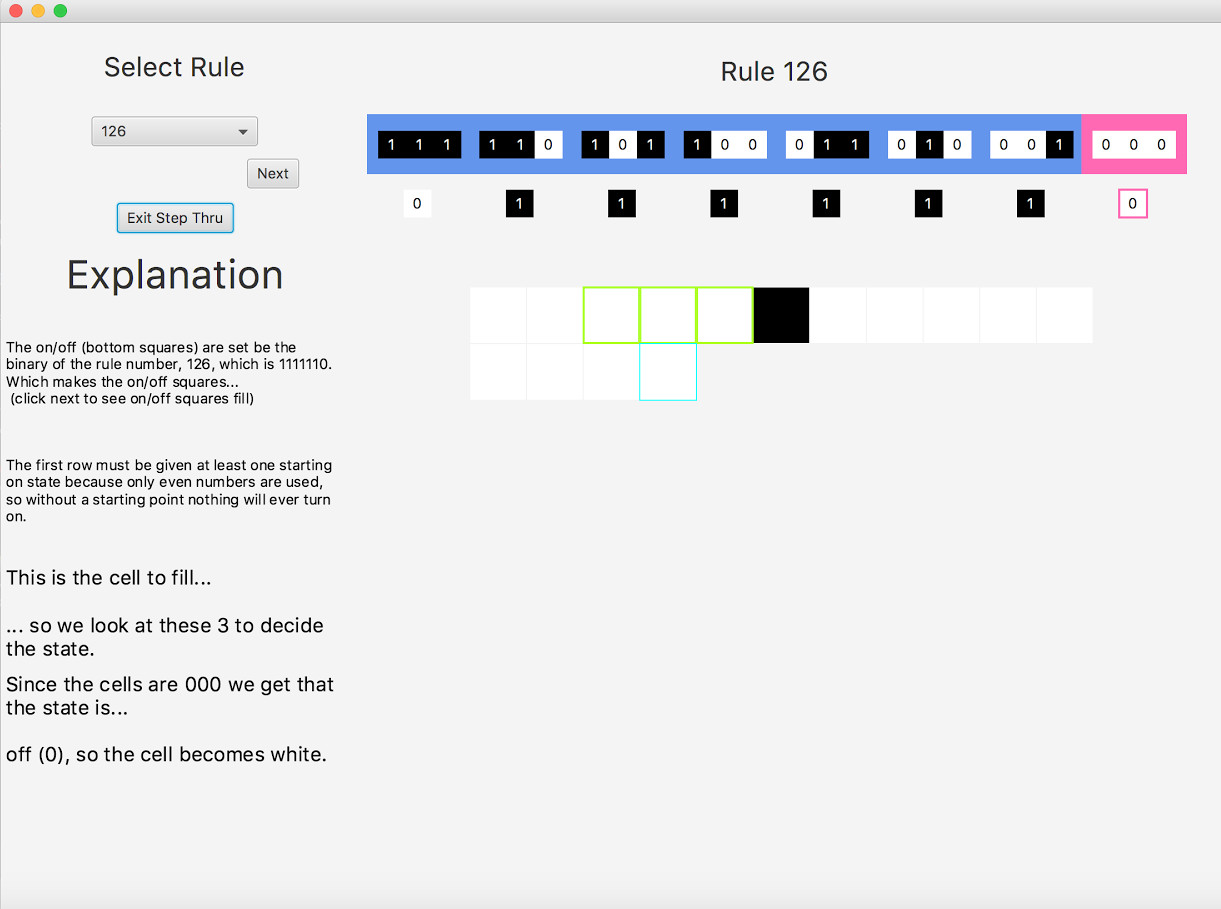 Select Rule
126
Next
Exit Step Thru
Explanation
The on/off (bottom squares) are set be the
binary of the rule number, 126, which is 1111110.
Which makes the on/off squares...
(click next to see on/off squares fill)
The first row must be given at least one starting
on state because only even numbers are used,
so without a starting point nothing will ever turn
on.
This is the cell to fill...
... so we look at these 3 to decide
the state.
Since the cells are 000 we get that
the state is...
off (0), so the cell becomes white.
Rule 126
1 1 1 1 1 0 1 0 1 1 0 0 0 1 1 0 1 0 0 0 1 0 0 0
0 1 1 1 1 1 1 0